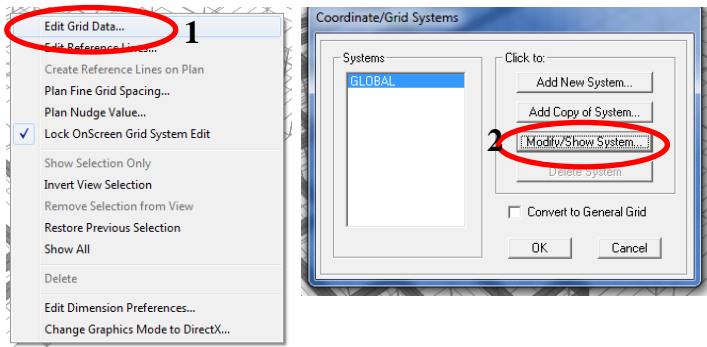 Edit Grid Data...
1
Edit Reference Lines...
Create Reference Lines on Plan
Plan Fine Grid Spacing...
Plan Nudge Value...
Lock OnScreen Grid System Edit
Show Selection Only
Invert View Selection
Remove Selection from View
Restore Previous Selection
Show All
Delete
Edit Dimension Preferences...
Change Graphics Mode to DirectX...
Coordinate/Grid Systems
Systems
GLOBAL
Click to:
Add New System...
Add Copy of System...
2
Modify/Show System...
Delete System
Convert to General Grid
OK
Cancel